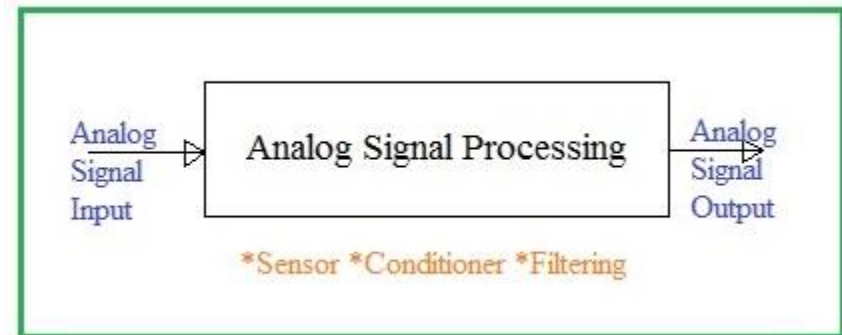 Analog
Signal
Input
Analog Signal Processing
Analog
Signal
Output
*Sensor *Conditioner *Filtering